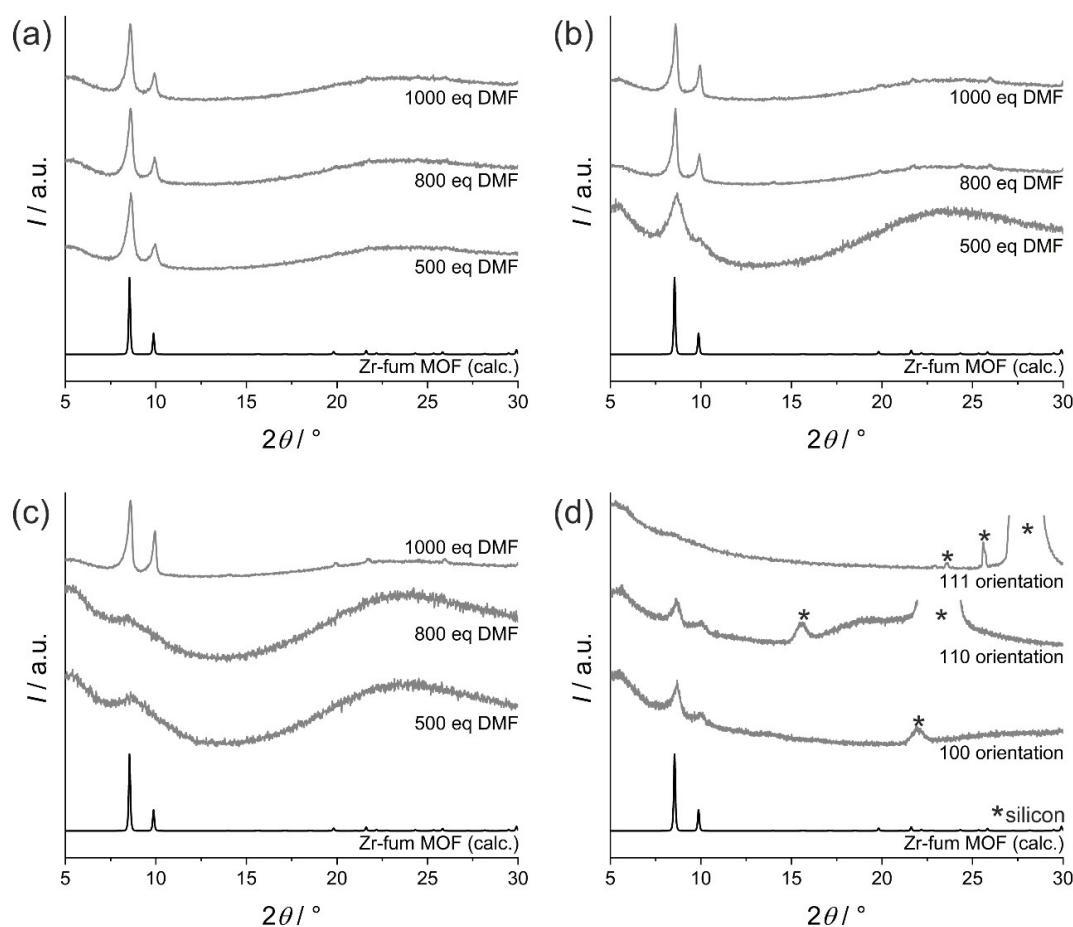 (a)
I / a.u.
1000 eq DMF
800 eq DMF
500 eq DMF
Zr-fum MOF (calc.)
5 10 15 20 25 30
2θ / °
(b)
I / a.u.
1000 eq DMF
800 eq DMF
500 eq DMF
Zr-fum MOF (calc.)
5 10 15 20 25 30
2θ / °
(c)
I / a.u.
1000 eq DMF
800 eq DMF
500 eq DMF
Zr-fum MOF (calc.)
5 10 15 20 25 30
2θ / °
(d)
I / a.u.
* * *
111 orientation
* *
110 orientation
*
100 orientation
*silicon
Zr-fum MOF (calc.)
5 10 15 20 25 30
2θ / °